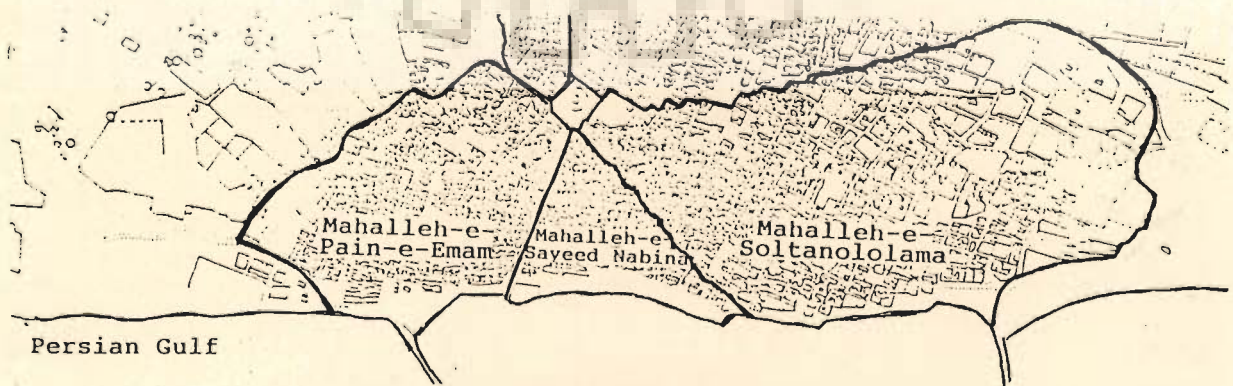 Mahalleh-e-
Pain-e-Emam
Mahalleh-e-
Sayeed Nabina
Mahalleh-e-
Soltanololama
Persian Gulf